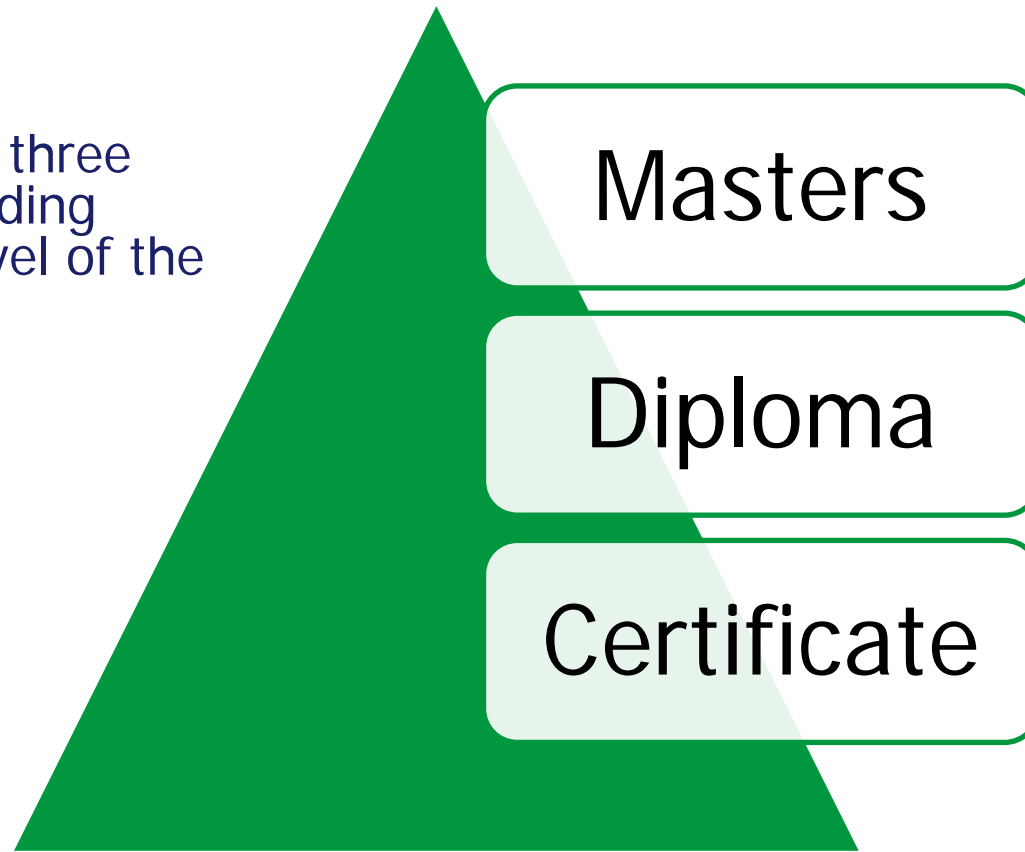 three
ding
vel of the
Masters
Diploma
Certificate